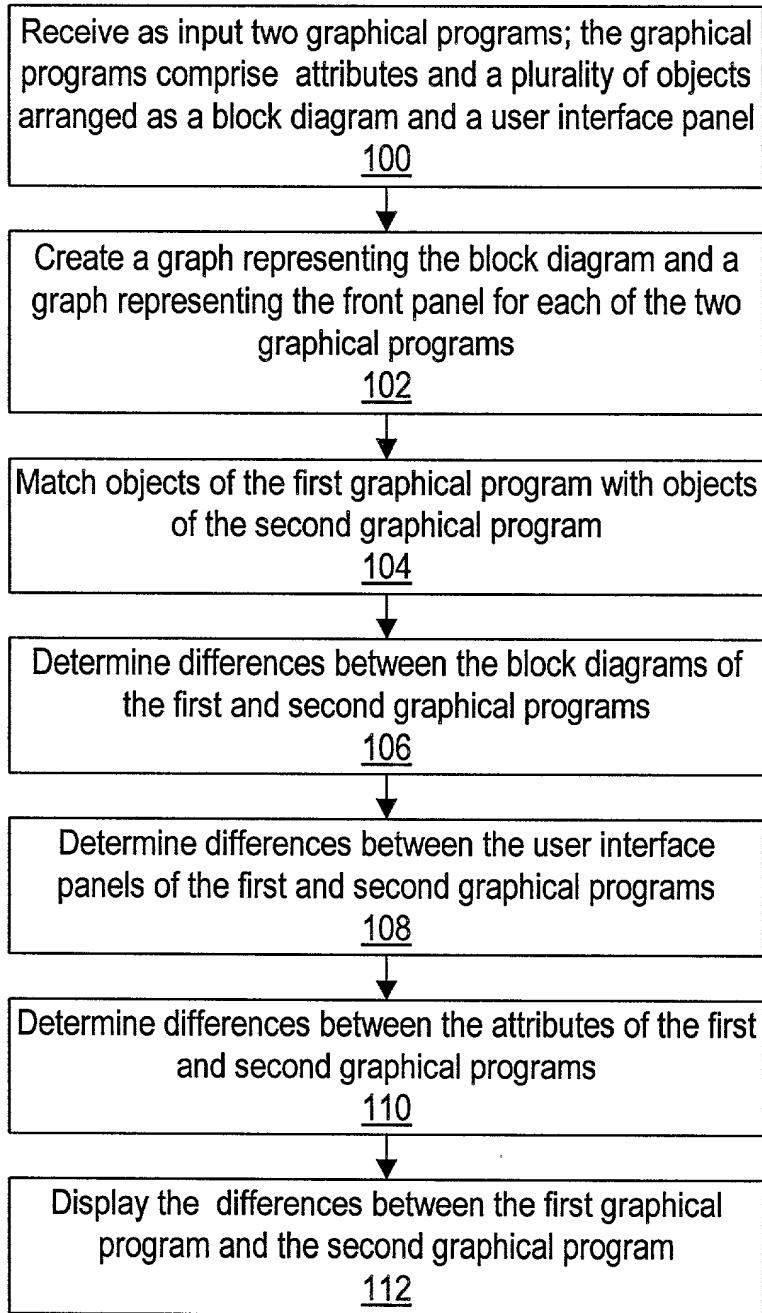 Receive as input two graphical programs; the graphical
programs comprise attributes and a plurality of objects
arranged as a block diagram and a user interface panel
100
Create a graph representing the block diagram and a
graph representing the front panel for each of the two
graphical programs
102
Match objects of the first graphical program with objects
of the second graphical program
104
Determine differences between the block diagrams of
the first and second graphical programs
106
Determine differences between the user interface
panels of the first and second graphical programs
108
Determine differences between the attributes of the first
and second graphical programs
110
Display the differences between the first graphical
program and the second graphical program
112